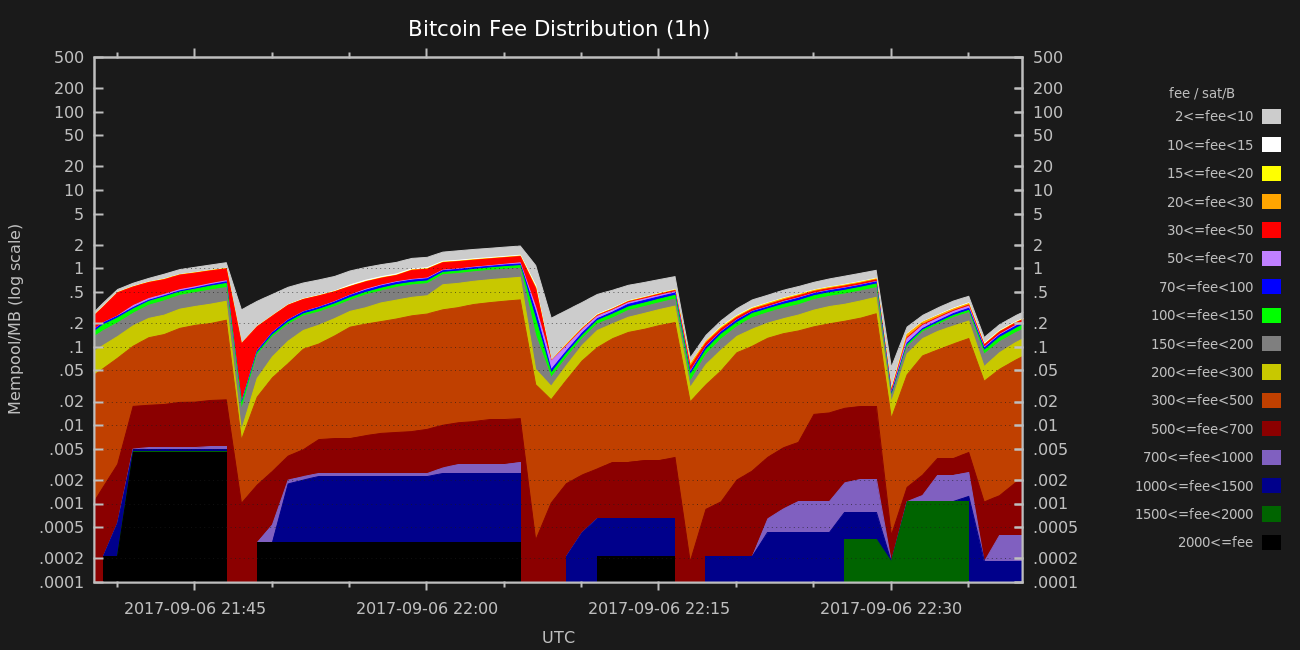 Bitcoin Fee Distribution (1h)
500 500
200 200
100 100
50 50
20 20
10 10
5 5
2 2
1 1
.5 .5
.2 .2
.1 .1
.05 .05
.02 .02
.01 .01
.005 .005
.002 .002
.001 .001
.0005 .0005
.0002 .0002
.0001 .0001
Mempool/MB (log scale)
2017-09-06 21:45 2017-09-06 22:00 2017-09-06 22:15 2017-09-06 22:30
UTC
fee / sat/B
2<=fee<10
10<=fee<15
15<=fee<20
20<=fee<30
30<=fee<50
50<=fee<70
70<=fee<100
100<=fee<150
150<=fee<200
200<=fee<300
300<=fee<500
500<=fee<700
700<=fee<1000
1000<=fee<1500
1500<=fee<2000
2000<=fee